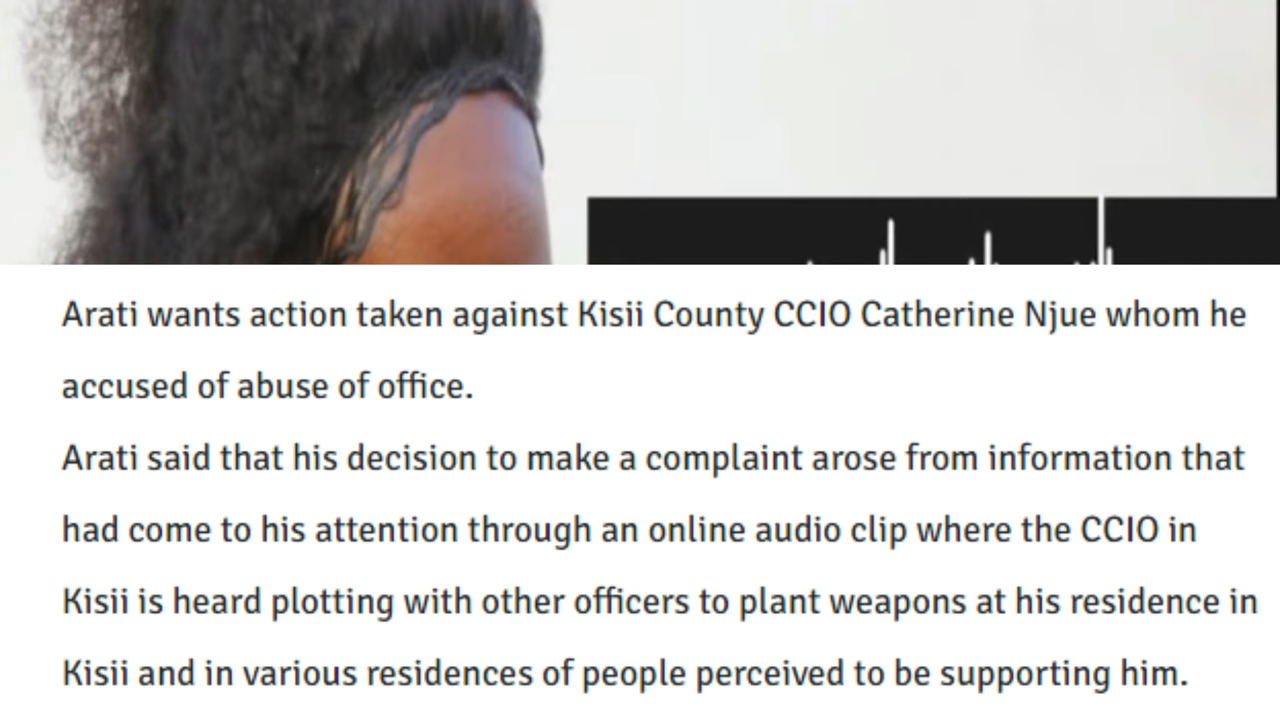 Arati wants action taken against Kisii County CCIO Catherine Njue whom he
accused of abuse of office.
Arati said that his decision to make a complaint arose from information that
had come to his attention through an online audio clip where the CCIO in
Kisii is heard plotting with other officers to plant weapons at his residence in
Kisii and in various residences of people perceived to be supporting him.